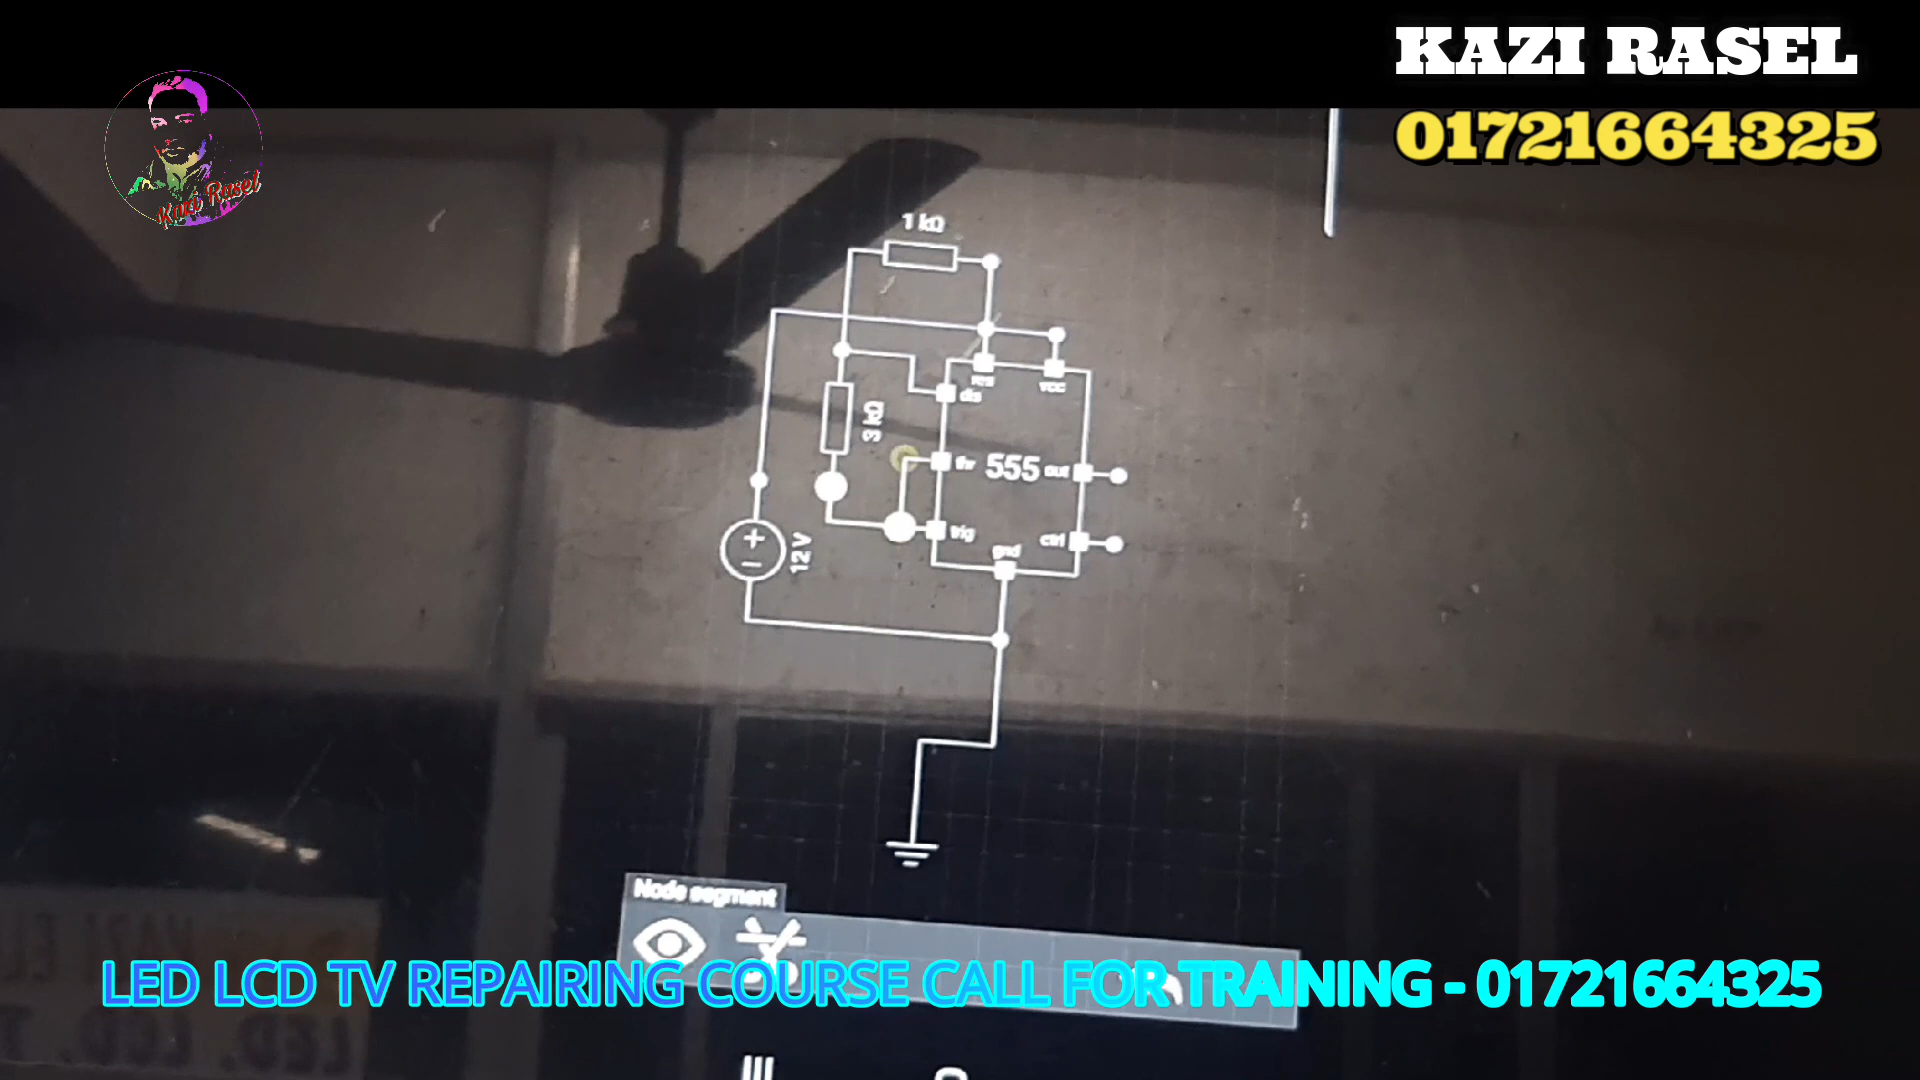 KAZI RASEL
01721664325
Kazi Rasel
1 kΩ
res
vcc
dis
3 kΩ
thr
555
out
trig
ctrl
gnd
12 V
Node segment
LED LCD TV REPAIRING COURSE CALL FOR TRAINING - 01721664325